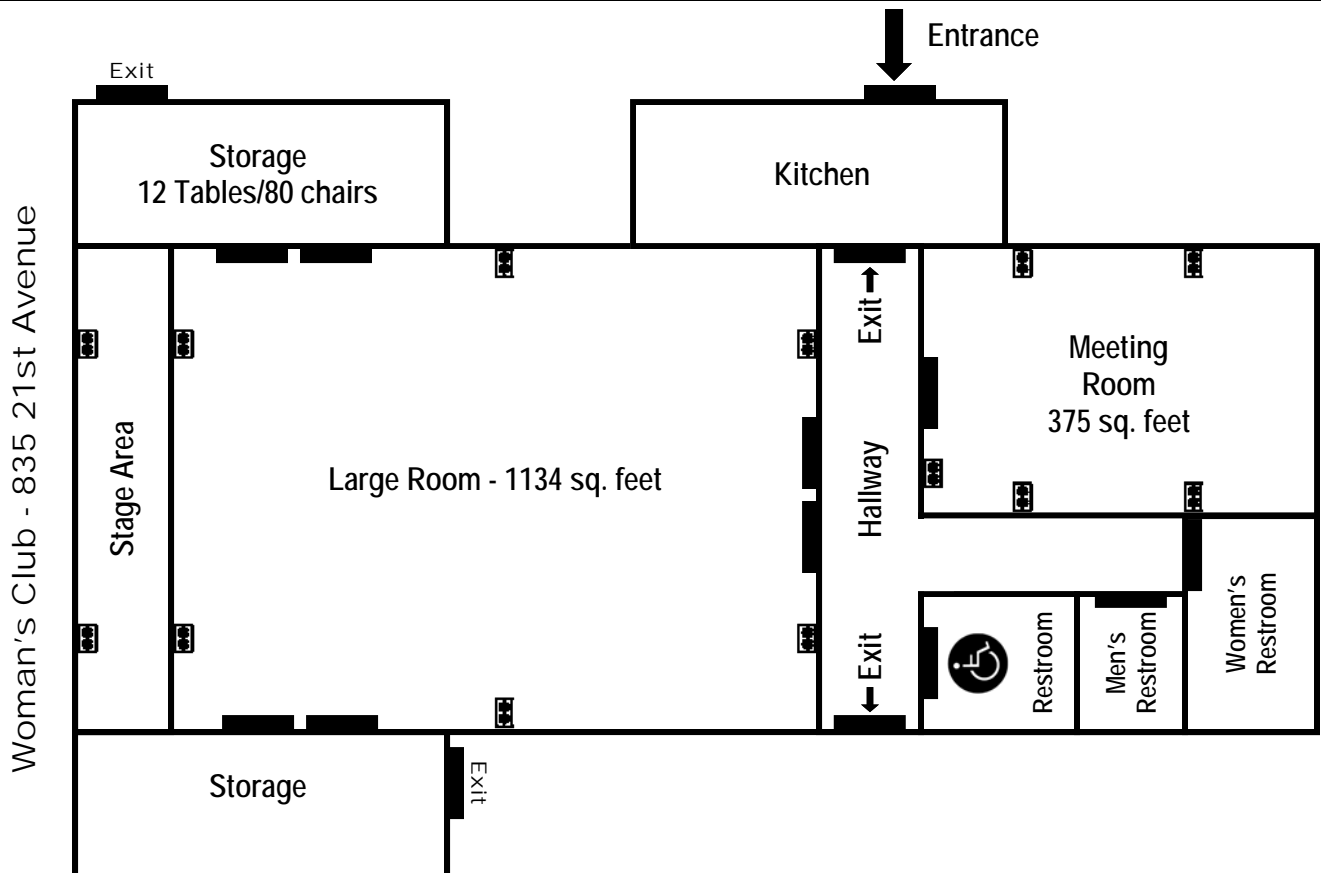 Woman's Club - 835 21st Avenue
Entrance
Exit
Storage
12 Tables/80 chairs
Kitchen
Exit
Meeting
Room
375 sq. feet
Stage Area
Large Room - 1134 sq. feet
Hallway
Exit
Restroom
Men's
Restroom
Women's
Restroom
Storage
Exit